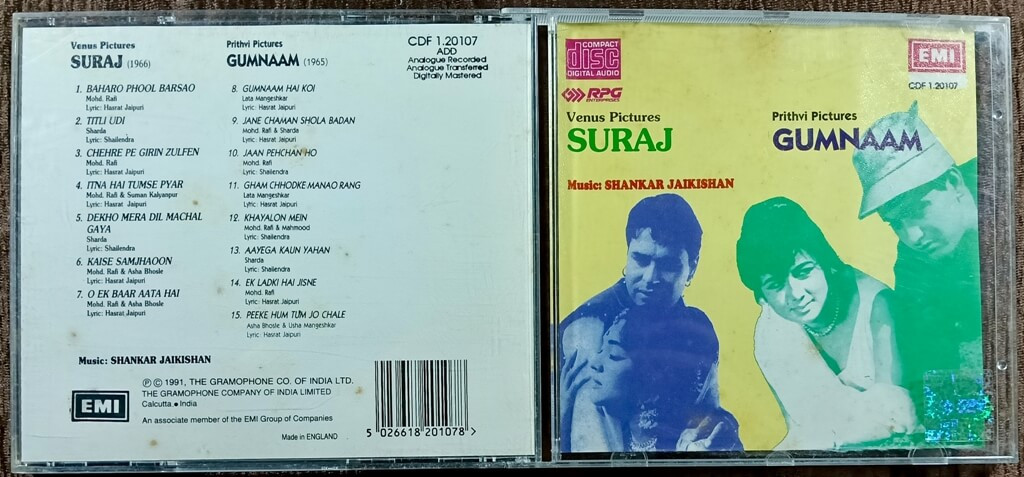 Venus Pictures
SURAJ (1966)
1. BAHARO PHOOL BARSAO
Mohd. Rafi
Lyric: Hasrat Jaipuri
2. TITLI UDI
Sharda
Lyric: Shailendra
3. CHEHRE PE GIRIN ZULFEN
Mohd. Rafi
Lyric: Hasrat Jaipuri
4. ITNA HAI TUMSE PYAR
Mohd. Rafi & Suman Kalyanpur
Lyric: Hasrat Jaipuri
5. DEKHO MERA DIL MACHAL
GAYA
Sharda
Lyric: Shailendra
6. KAISE SAMJHAOON
Mohd. Rafi & Asha Bhosle
Lyric: Hasrat Jaipuri
7. O EK BAAR AATA HAI
Mohd. Rafi & Asha Bhosle
Lyric: Hasrat Jaipuri
Prithvi Pictures
GUMNAAM (1965)
8. GUMNAAM HAI KOI
Lata Mangeshkar
Lyric: Hasrat Jaipuri
9. JANE CHAMAN SHOLA BADAN
Mohd. Rafi & Sharda
Lyric: Hasrat Jaipuri
10. JAAN PEHCHAN HO
Mohd. Rafi
Lyric: Shailendra
11. GHAM CHHODKE MANAO RANG
Lata Mangeshkar
Lyric: Hasrat Jaipuri
12. KHAYALON MEIN
Mohd. Rafi & Mahmood
Lyric: Shailendra
13. AAYEGA KAUN YAHAN
Sharda
Lyric: Shailendra
14. EK LADKI HAI JISNE
Mohd. Rafi
Lyric: Hasrat Jaipuri
15. PEEKE HUM TUM JO CHALE
Asha Bhosle & Usha Mangeshkar
Lyric: Hasrat Jaipuri
CDF 1.20107
ADD
Analogue Recorded
Analogue Transferred
Digitally Mastered
Music: SHANKAR JAIKISHAN
EMI
℗ © 1991, THE GRAMOPHONE CO. OF INDIA LTD.
THE GRAMOPHONE COMPANY OF INDIA LIMITED
Calcutta • India
An associate member of the EMI Group of Companies
Made in ENGLAND
5 026618 201078 >
COMPACT
disc
DIGITAL AUDIO
RPG
ENTERPRISES
EMI
CDF 1.20107
Venus Pictures
SURAJ
Prithvi Pictures
GUMNAAM
Music: SHANKAR JAIKISHAN